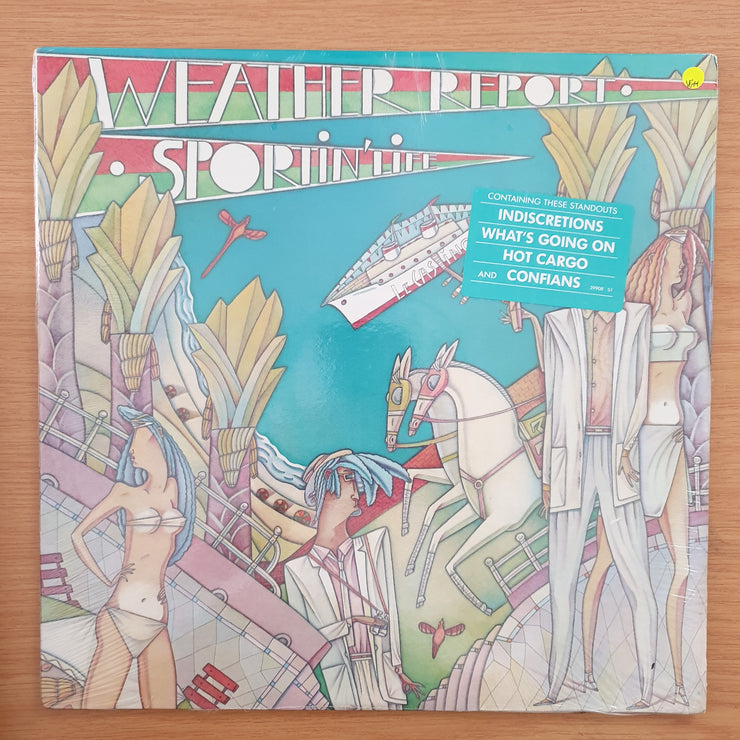 WEATHER REPORT
SPORTIN' LIFE
CONTAINING THESE STANDOUTS
INDISCRETIONS
WHAT'S GOING ON
HOT CARGO
AND CONFIANS